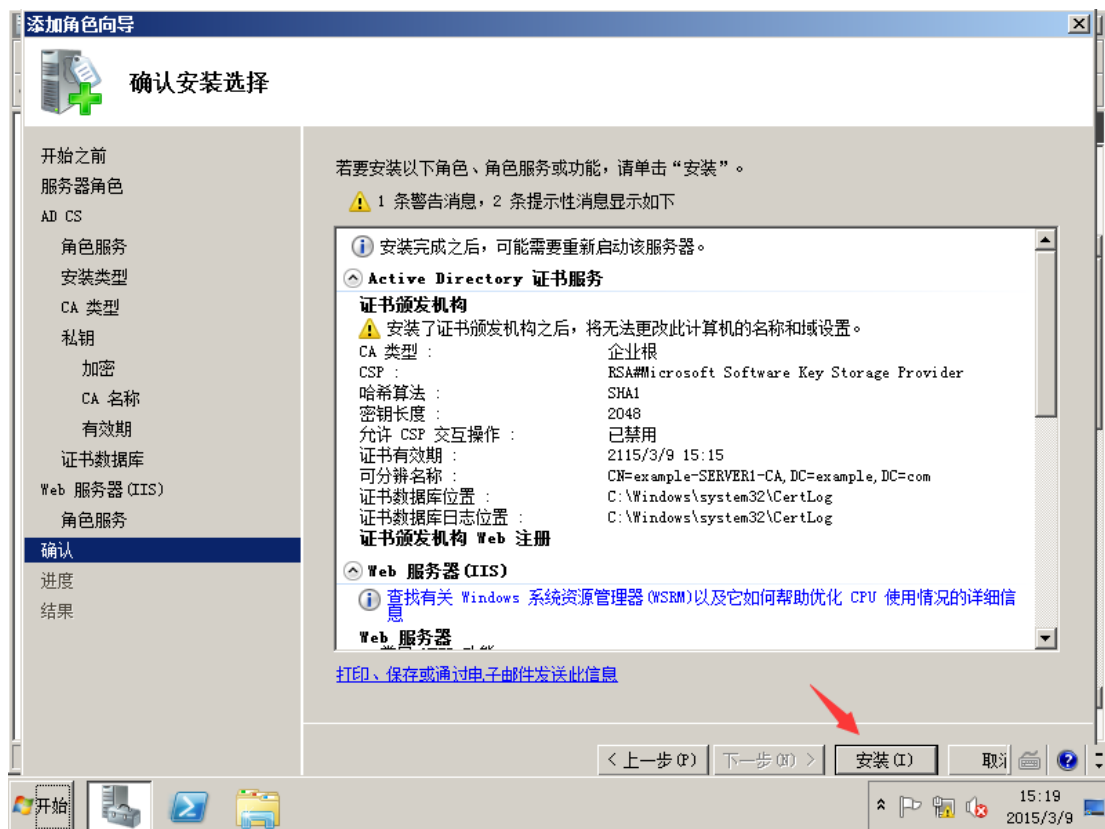 添加角色向导
确认安装选择
开始之前
服务器角色
AD CS
角色服务
安装类型
CA 类型
私钥
加密
CA 名称
有效期
证书数据库
Web 服务器(IIS)
角色服务
确认
进度
结果
若要安装以下角色、角色服务或功能，请单击“安装”。
1 条警告消息，2 条提示性消息显示如下
安装完成之后，可能需要重新启动该服务器。
Active Directory 证书服务
证书颁发机构
安装了证书颁发机构之后，将无法更改此计算机的名称和域设置。
CA 类型 : 企业根
CSP : RSA#Microsoft Software Key Storage Provider
哈希算法 : SHA1
密钥长度 : 2048
允许 CSP 交互操作 : 已禁用
证书有效期 : 2115/3/9 15:15
可分辨名称 : CN=example-SERVER1-CA,DC=example,DC=com
证书数据库位置 : C:\Windows\system32\CertLog
证书数据库日志位置 : C:\Windows\system32\CertLog
证书颁发机构 Web 注册
Web 服务器(IIS)
查找有关 Windows 系统资源管理器(WSRM)以及它如何帮助优化 CPU 使用情况的详细信
息
Web 服务器
打印、保存或通过电子邮件发送此信息
< 上一步(P) 下一步(N) > 安装(I) 取
开始
15:19
2015/3/9